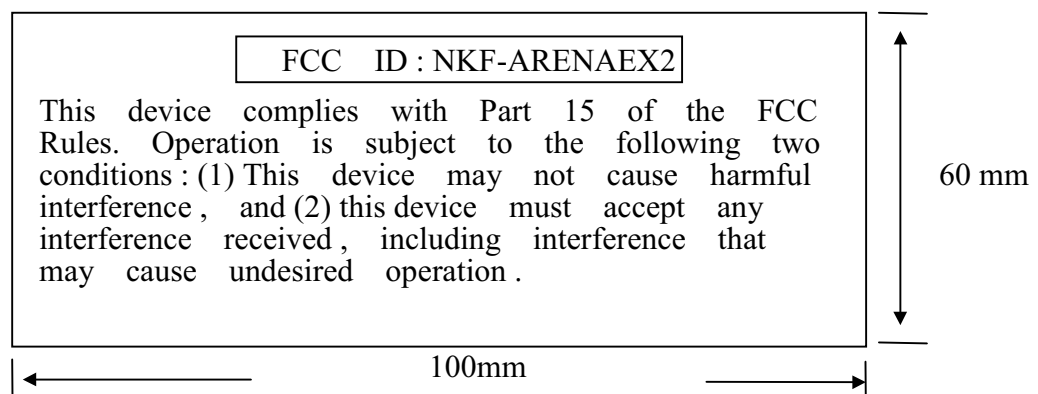 FCC ID : NKF-ARENAEX2
This device complies with Part 15 of the FCC
Rules. Operation is subject to the following two
conditions : (1) This device may not cause harmful
interference , and (2) this device must accept any
interference received , including interference that
may cause undesired operation .
60 mm
100mm